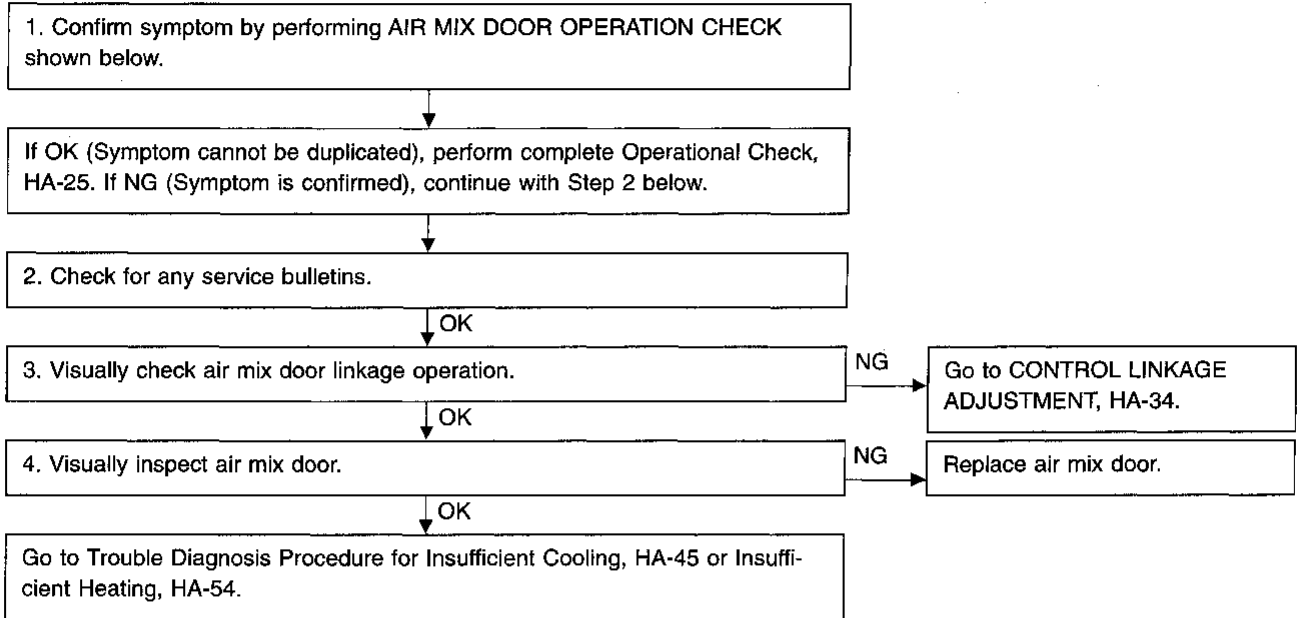 1. Confirm symptom by performing AIR MIX DOOR OPERATION CHECK
shown below.
If OK (Symptom cannot be duplicated), perform complete Operational Check,
HA-25. If NG (Symptom is confirmed), continue with Step 2 below.
2. Check for any service bulletins.
OK
3. Visually check air mix door linkage operation.
NG
Go to CONTROL LINKAGE
ADJUSTMENT, HA-34.
OK
4. Visually inspect air mix door.
NG
Replace air mix door.
OK
Go to Trouble Diagnosis Procedure for Insufficient Cooling, HA-45 or Insuffi-
cient Heating, HA-54.